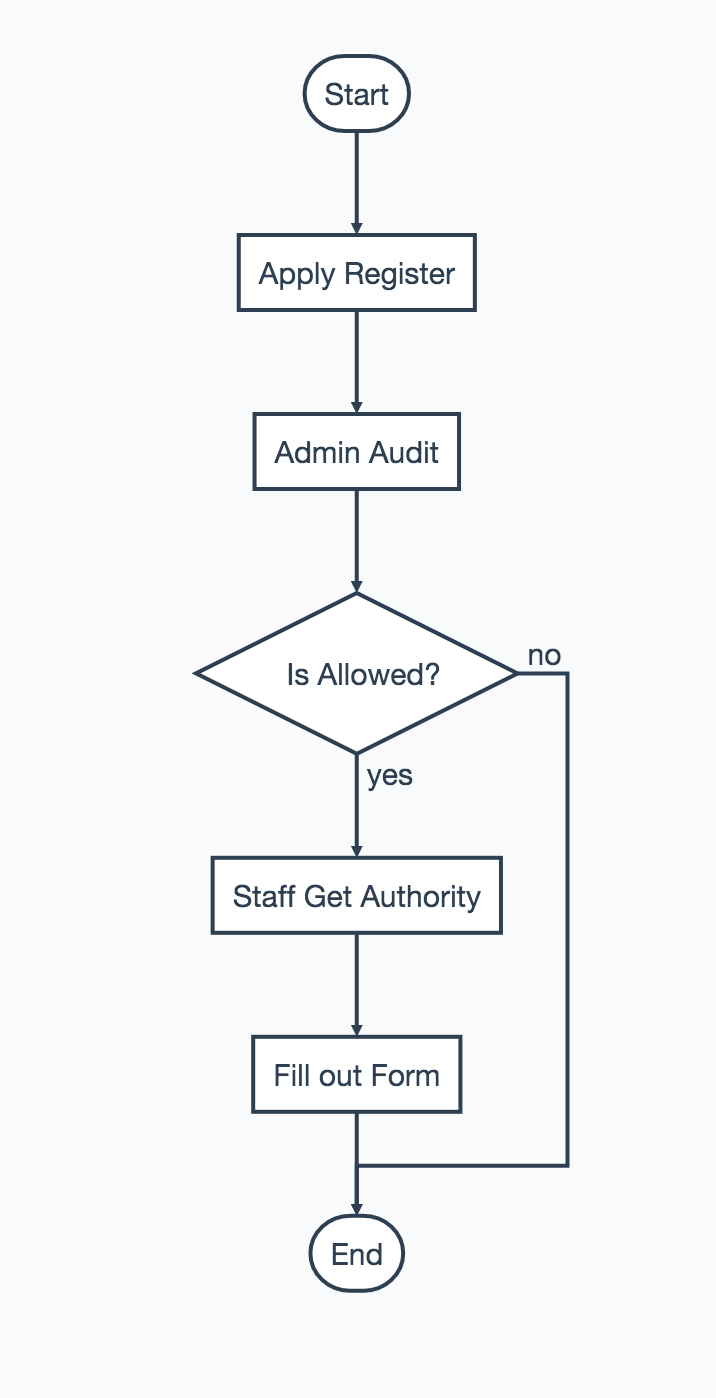 Start
Apply Register
Admin Audit
Is Allowed?
no
yes
Staff Get Authority
Fill out Form
End